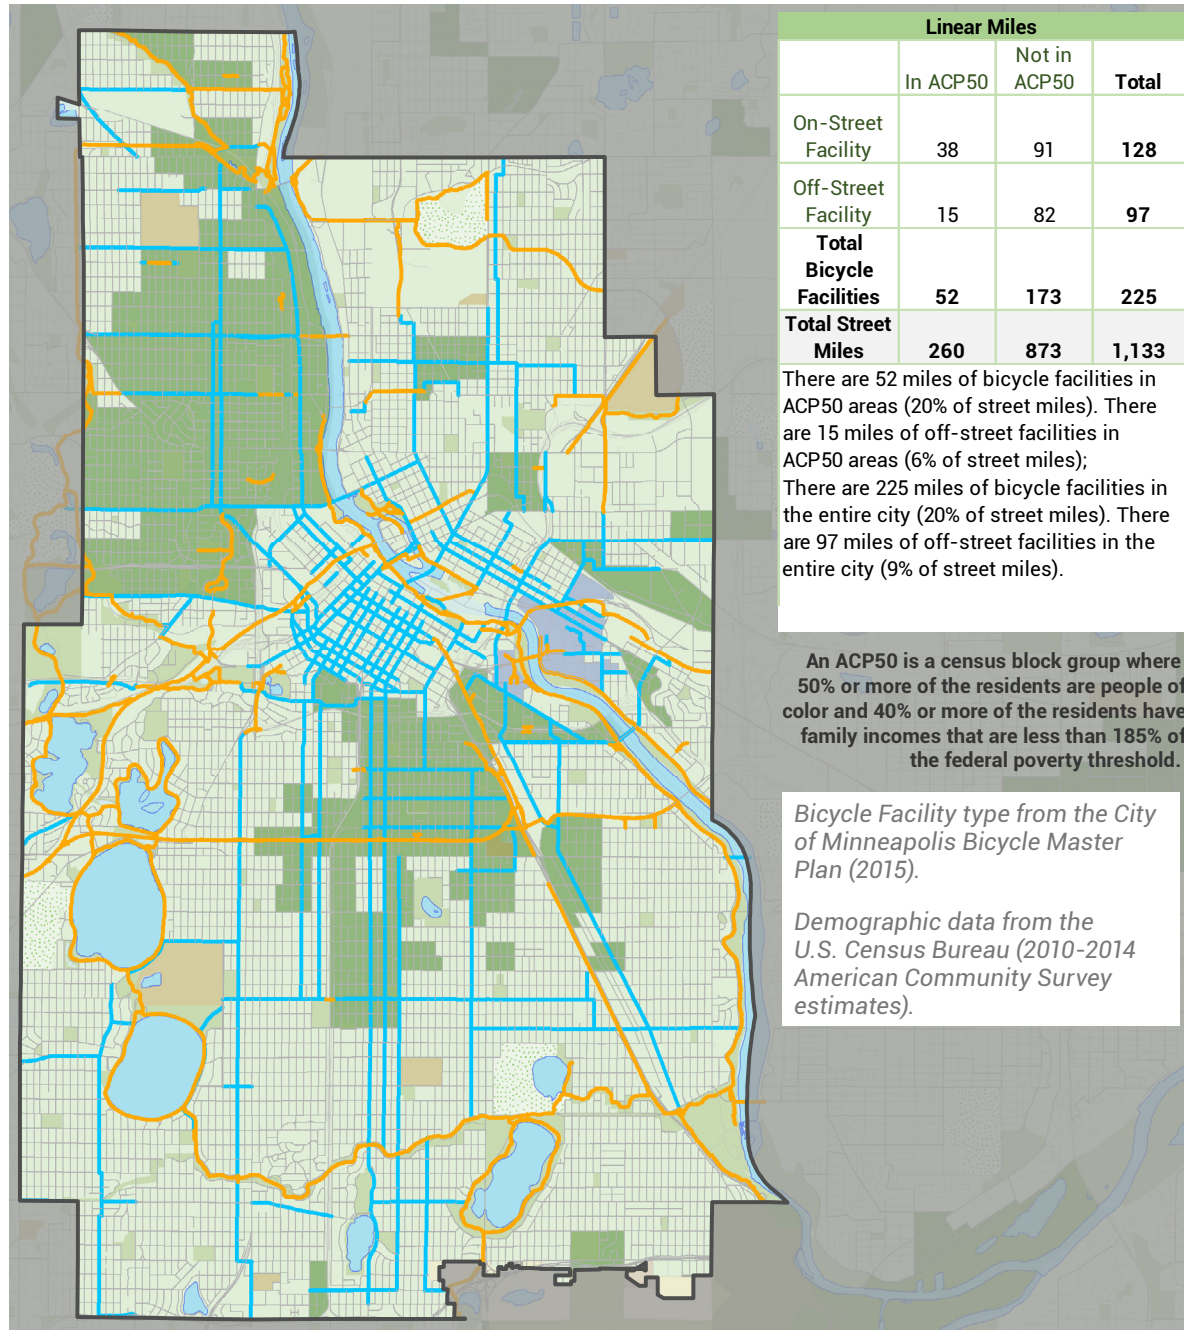 Linear Miles
In ACP50 Not in ACP50 Total
On-Street Facility 38 91 128
Off-Street Facility 15 82 97
Total Bicycle Facilities 52 173 225
Total Street Miles 260 873 1,133
There are 52 miles of bicycle facilities in
ACP50 areas (20% of street miles). There
are 15 miles of off-street facilities in
ACP50 areas (6% of street miles);
There are 225 miles of bicycle facilities in
the entire city (20% of street miles). There
are 97 miles of off-street facilities in the
entire city (9% of street miles).
An ACP50 is a census block group where
50% or more of the residents are people of
color and 40% or more of the residents have
family incomes that are less than 185% of
the federal poverty threshold.
Bicycle Facility type from the City
of Minneapolis Bicycle Master
Plan (2015).
Demographic data from the
U.S. Census Bureau (2010-2014
American Community Survey
estimates).